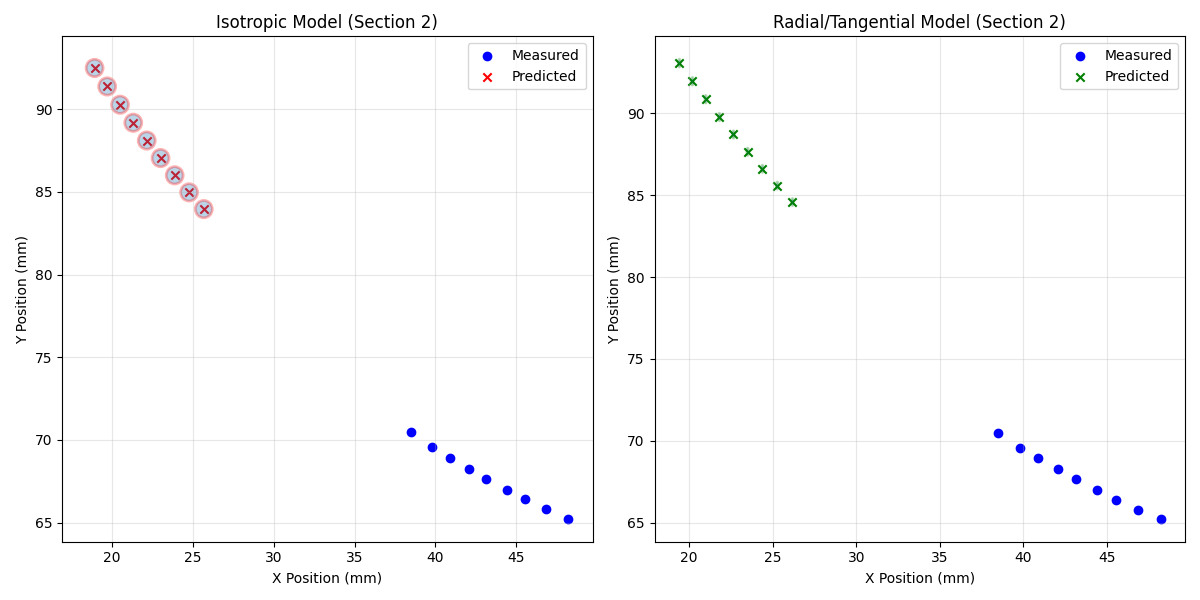 Isotropic Model (Section 2)
Measured
Predicted
90
85
80
75
70
65
Y Position (mm)
20 25 30 35 40 45
X Position (mm)
Radial/Tangential Model (Section 2)
Measured
Predicted
90
85
80
75
70
65
Y Position (mm)
20 25 30 35 40 45
X Position (mm)